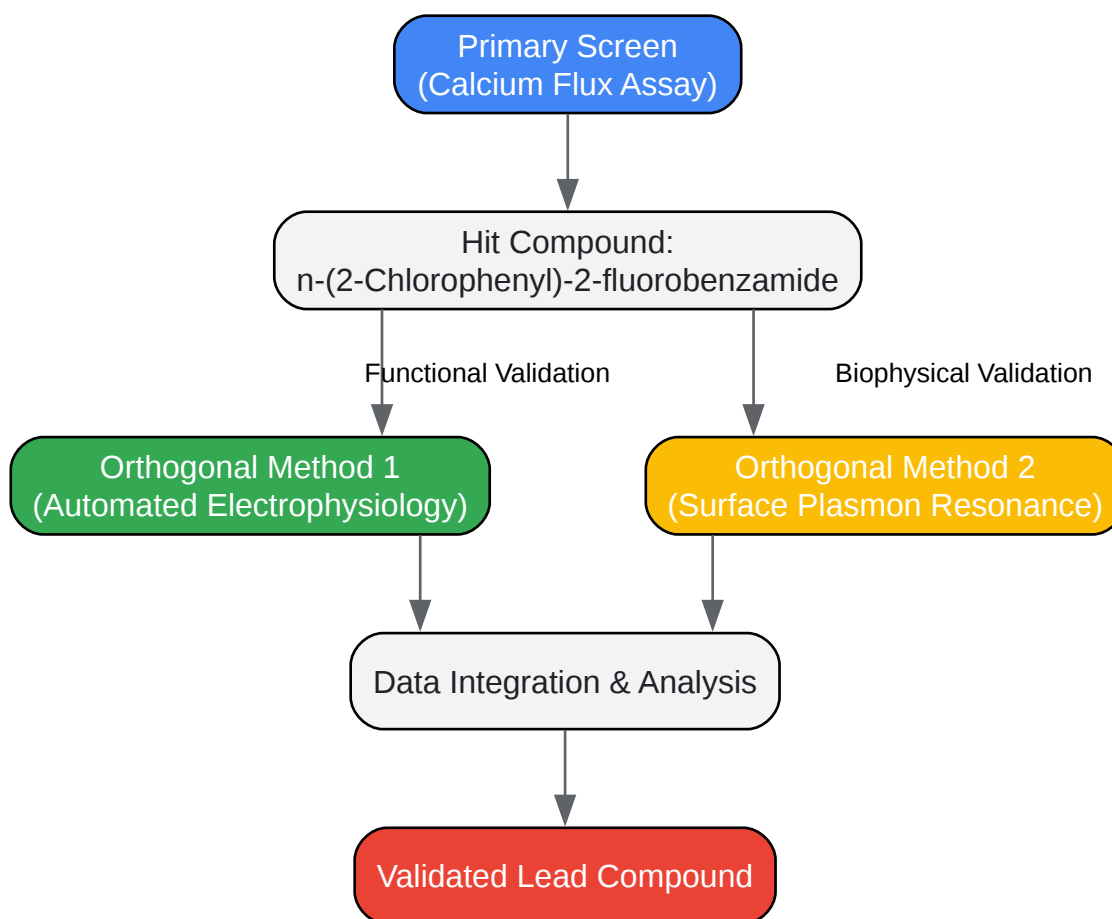 Primary Screen
(Calcium Flux Assay)
Hit Compound:
n-(2-Chlorophenyl)-2-fluorobenzamide
Functional Validation
Biophysical Validation
Orthogonal Method 1
(Automated Electrophysiology)
Orthogonal Method 2
(Surface Plasmon Resonance)
Data Integration & Analysis
Validated Lead Compound